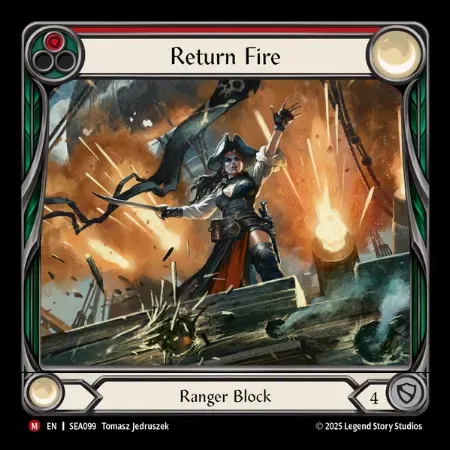 Return Fire
Ranger Block
4
M EN | SEA099 Tomasz Jedruszek © 2025 Legend Story Studios